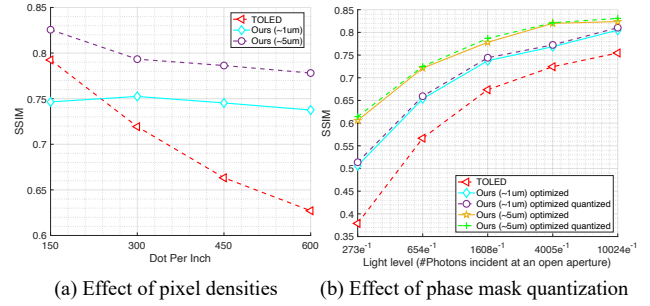 0.85
0.8
0.75
0.7
0.65
0.6
SSIM
150
300
450
600
Dot Per Inch
TOLED
Ours (~1um)
Ours (~5um)
(a) Effect of pixel densities
0.85
0.8
0.75
0.7
0.65
0.6
0.55
0.5
0.45
0.4
0.35
SSIM
273e⁻¹
654e⁻¹
1608e⁻¹
4005e⁻¹
10024e⁻¹
Light level (#Photons incident at an open aperture)
TOLED
Ours (~1um) optimized
Ours (~1um) optimized quantized
Ours (~5um) optimized
Ours (~5um) optimized quantized
(b) Effect of phase mask quantization